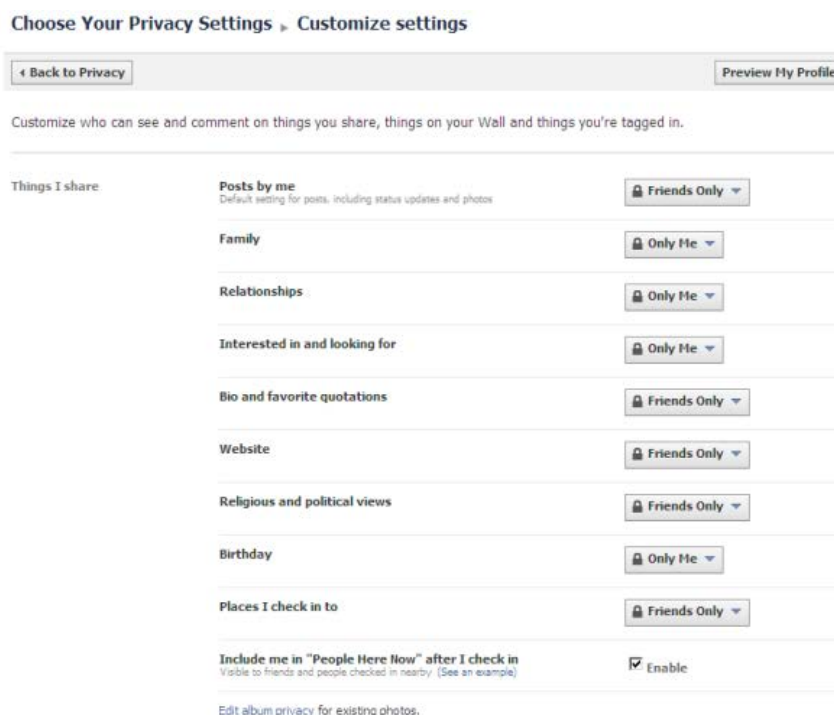 Choose Your Privacy Settings ▸ Customize settings
Back to Privacy
Preview My Profile
Customize who can see and comment on things you share, things on your Wall and things you're tagged in.
Things I share
Posts by me
Friends Only
Default setting for posts, including status updates and photos
Family
Only Me
Relationships
Only Me
Interested in and looking for
Only Me
Bio and favorite quotations
Friends Only
Website
Friends Only
Religious and political views
Friends Only
Birthday
Only Me
Places I check in to
Friends Only
Include me in "People Here Now" after I check in
Enable
Visible to friends and people checked in nearby (See an example)
Edit album privacy for existing photos.